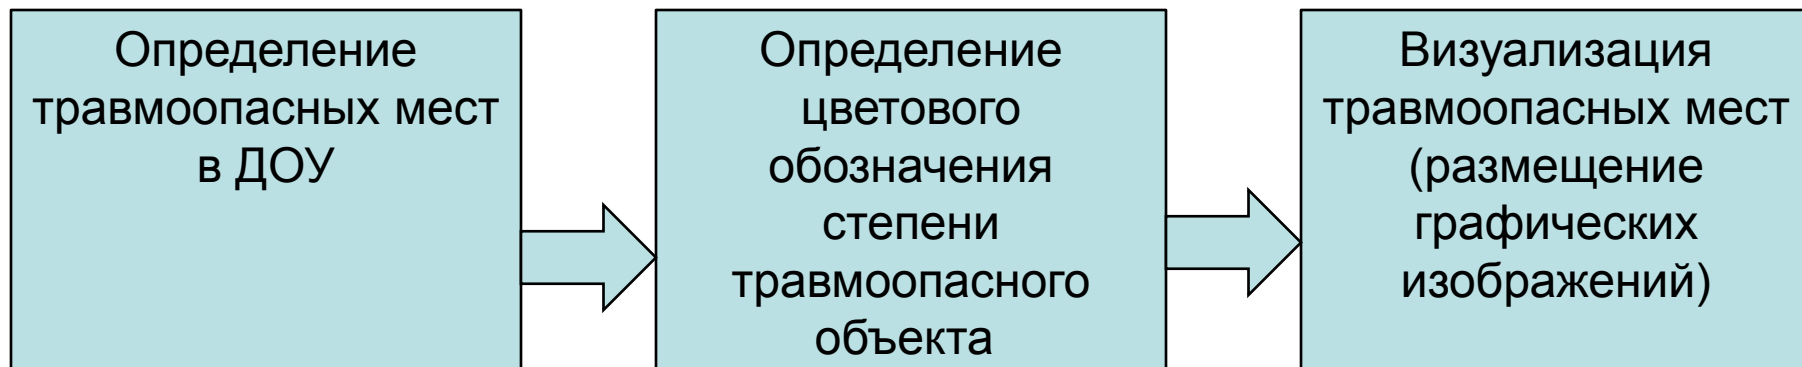 Определение
травмоопасных мест
в ДОУ
Определение
цветового
обозначения
степени
травмоопасного
объекта
Визуализация
травмоопасных мест
(размещение
графических
изображений)